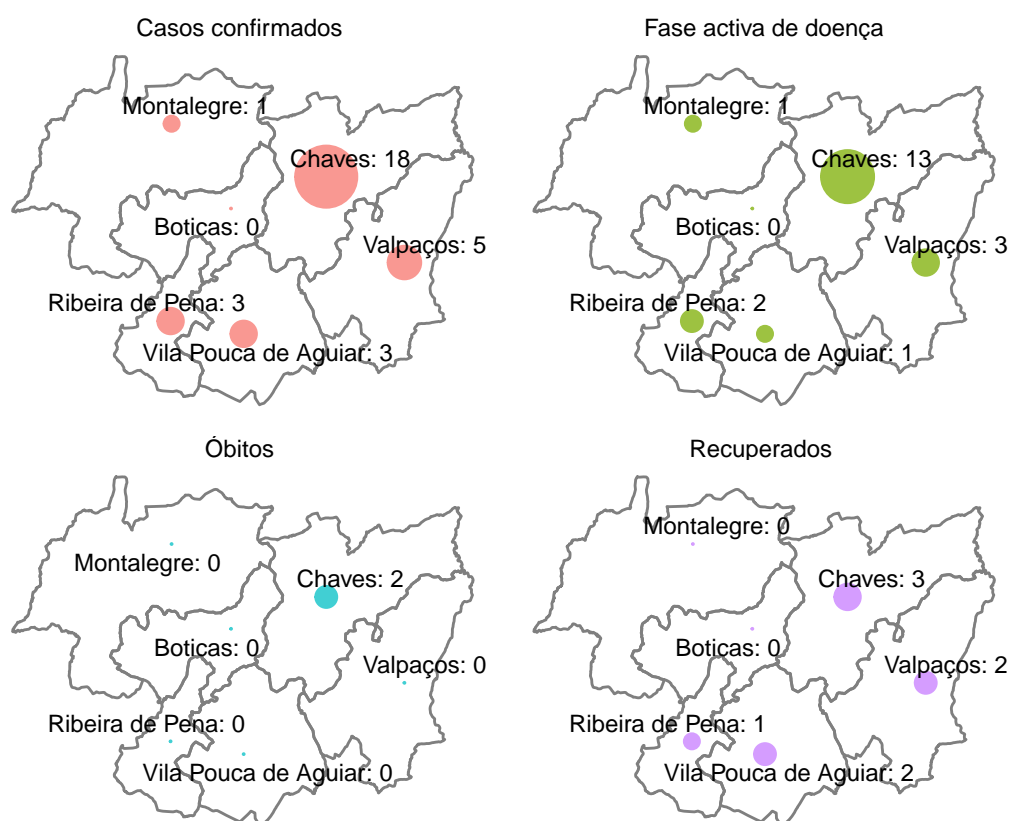 Casos confirmados
Montalegre: 1
Chaves: 18
Boticas: 0
Valpaços: 5
Ribeira de Pena: 3
Vila Pouca de Aguiar: 3
Fase activa de doença
Montalegre: 1
Chaves: 13
Boticas: 0
Valpaços: 3
Ribeira de Pena: 2
Vila Pouca de Aguiar: 1
Óbitos
Montalegre: 0
Chaves: 2
Boticas: 0
Valpaços: 0
Ribeira de Pena: 0
Vila Pouca de Aguiar: 0
Recuperados
Montalegre: 0
Chaves: 3
Boticas: 0
Valpaços: 2
Ribeira de Pena: 1
Vila Pouca de Aguiar: 2